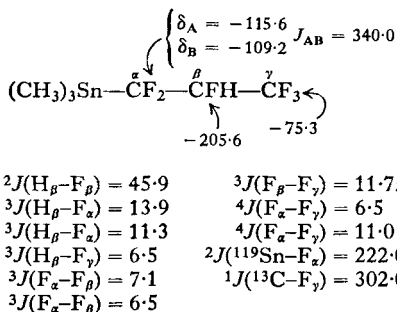 δA = −115·6
δB = −109·2
JAB = 340·0
α β γ
(CH3)3Sn—CF2—CFH—CF3
−205·6
−75·3
2J(Hβ–Fβ) = 45·9
3J(Hβ–Fα) = 13·9
3J(Hβ–Fα) = 11·3
3J(Hβ–Fγ) = 6·5
3J(Fα–Fβ) = 7·1
3J(Fα–Fβ) = 6·5
3J(Fβ–Fγ) = 11·7
4J(Fα–Fγ) = 6·5
4J(Fα–Fγ) = 11·0
2J(119Sn–Fα) = 222·
1J(13C–Fγ) = 302·